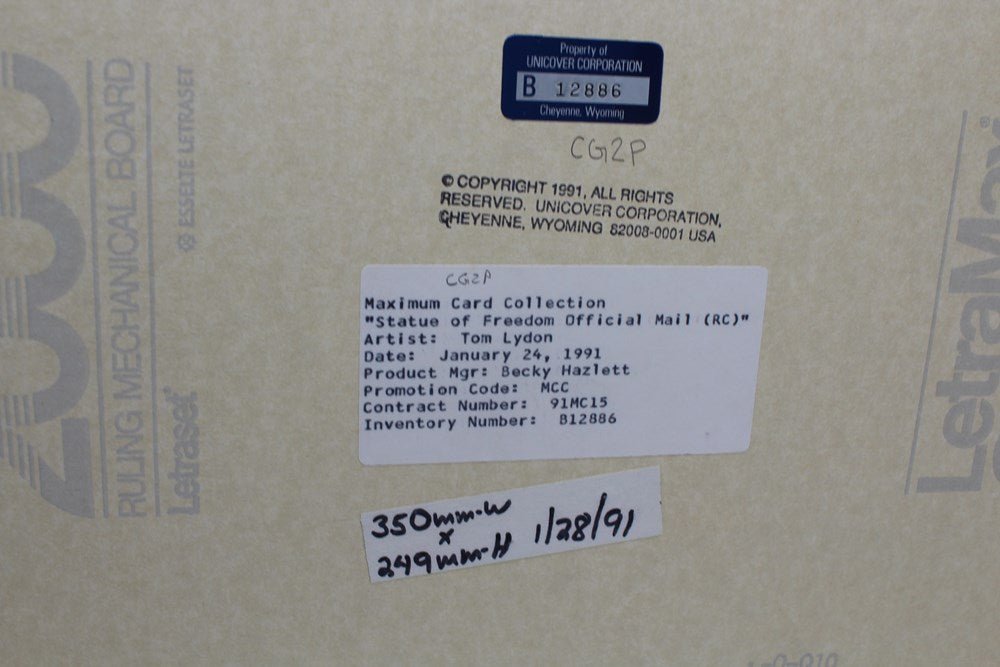 Property of
UNICOVER CORPORATION
B 12886
Cheyenne, Wyoming
CG2P
© COPYRIGHT 1991, ALL RIGHTS
RESERVED. UNICOVER CORPORATION,
CHEYENNE, WYOMING 82008-0001 USA
CG2P
Maximum Card Collection
"Statue of Freedom Official Mail (RC)"
Artist: Tom Lydon
Date: January 24, 1991
Product Mgr: Becky Hazlett
Promotion Code: MCC
Contract Number: 91MC15
Inventory Number: B12886
350mm-W
x
249mm-H
1/28/91
2000
RULING MECHANICAL BOARD
Letraset
© ESSELTE LETRASET